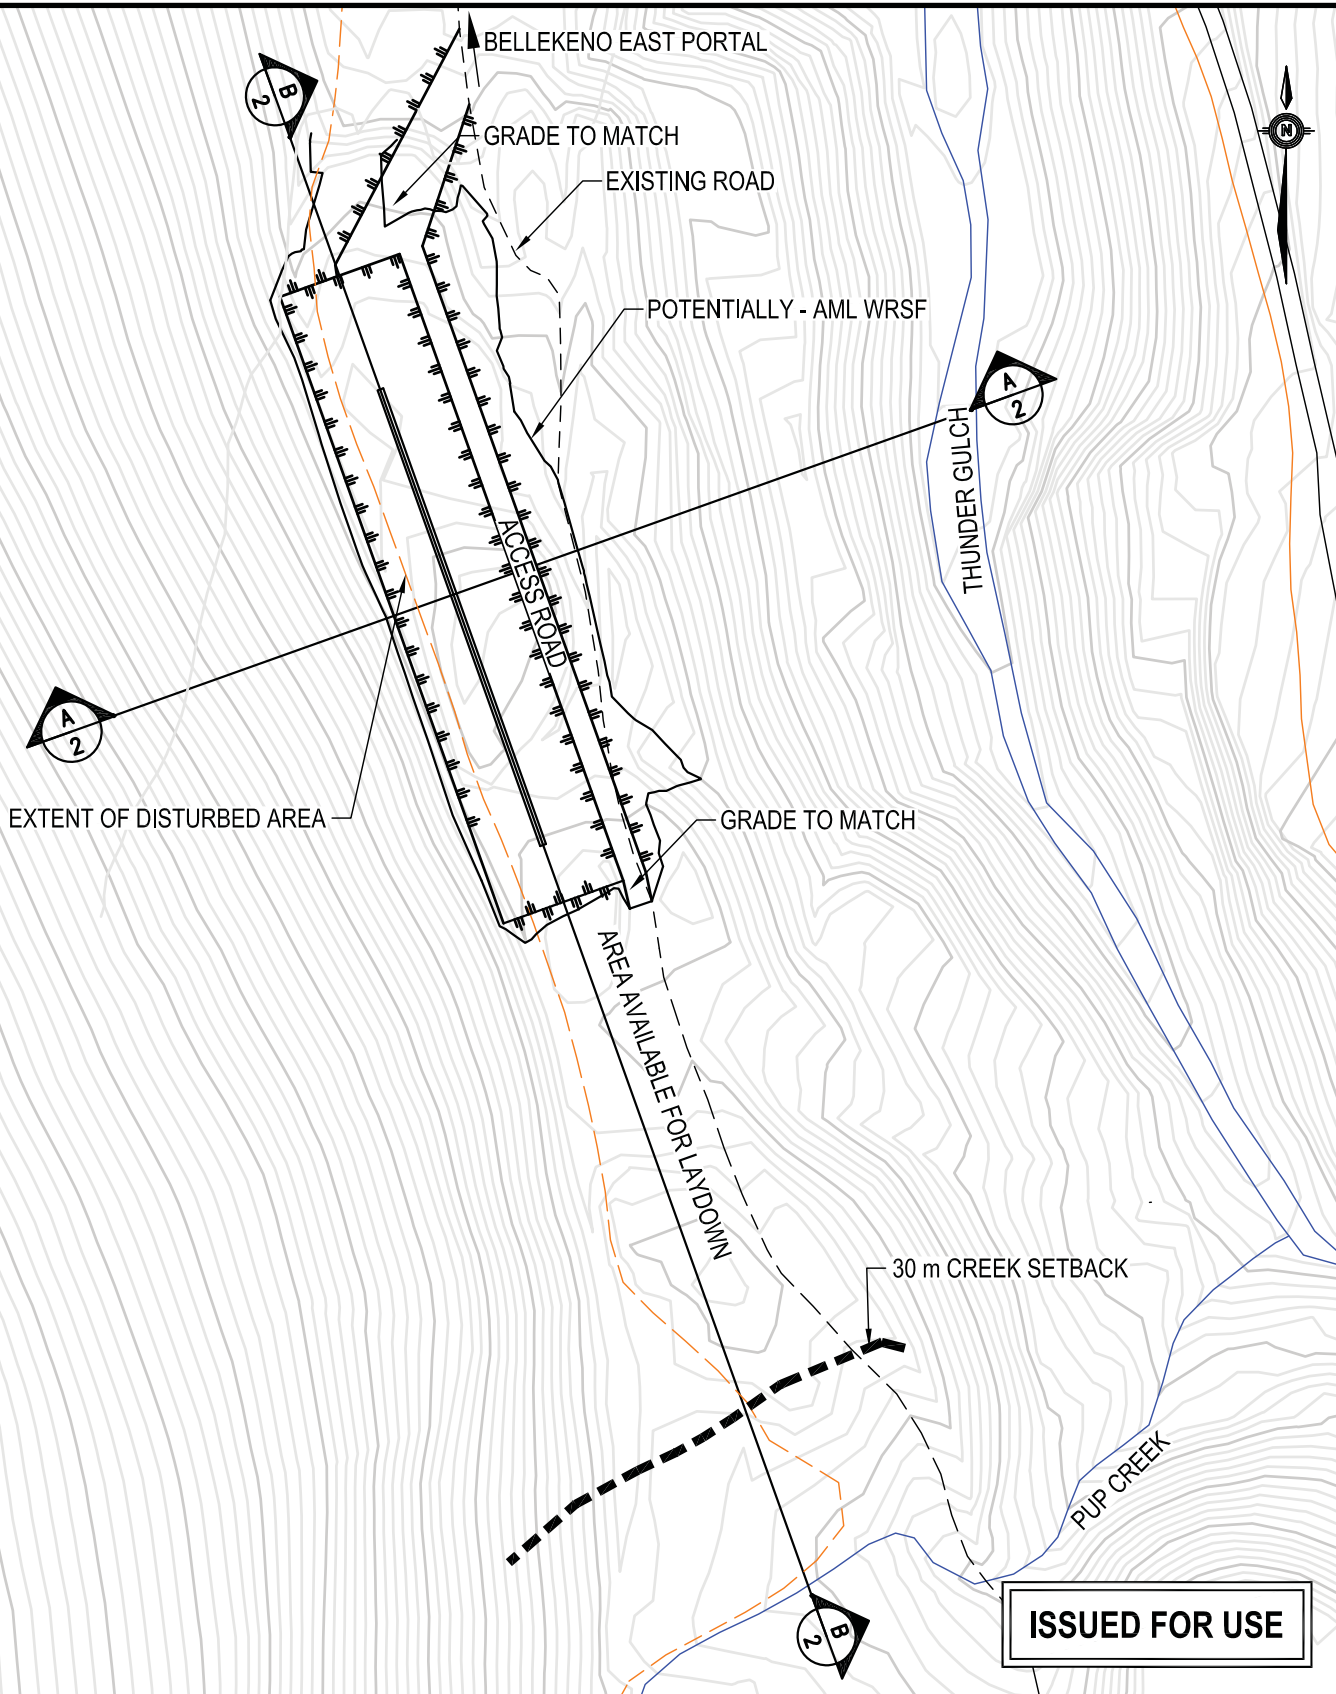 BELLEKENO EAST PORTAL
B
2
N
GRADE TO MATCH
EXISTING ROAD
POTENTIALLY - AML WRSF
A
2
THUNDER GULCH
ACCESS ROAD
A
2
EXTENT OF DISTURBED AREA
GRADE TO MATCH
AREA AVAILABLE FOR LAYDOWN
30 m CREEK SETBACK
PUP CREEK
B
2
ISSUED FOR USE